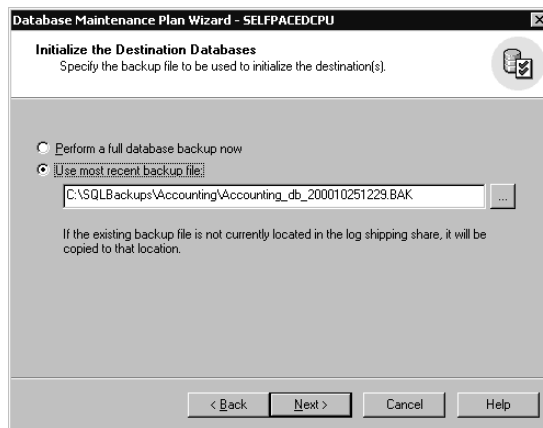 Database Maintenance Plan Wizard - SELFPACEDCPU
Initialize the Destination Databases
Specify the backup file to be used to initialize the destination(s).
Perform a full database backup now
Use most recent backup file:
C:\SQLBackups\Accounting\Accounting_db_200010251229.BAK
...
If the existing backup file is not currently located in the log shipping share, it will be
copied to that location.
< Back
Next >
Cancel
Help